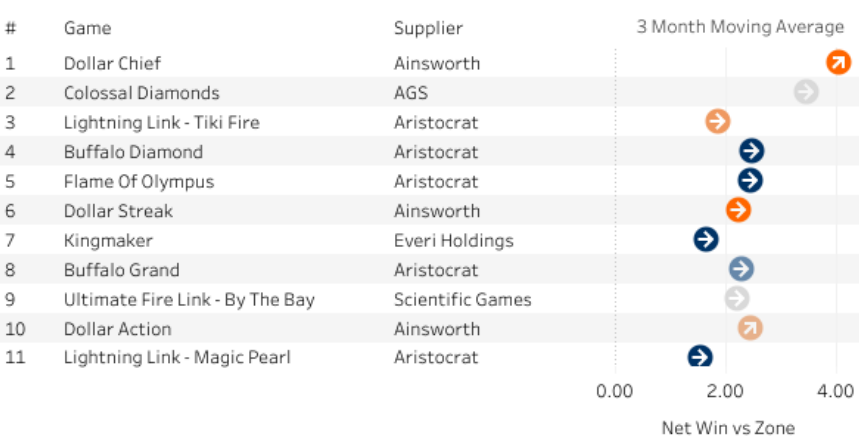 # Game Supplier 3 Month Moving Average
1 Dollar Chief Ainsworth
2 Colossal Diamonds AGS
3 Lightning Link - Tiki Fire Aristocrat
4 Buffalo Diamond Aristocrat
5 Flame Of Olympus Aristocrat
6 Dollar Streak Ainsworth
7 Kingmaker Everi Holdings
8 Buffalo Grand Aristocrat
9 Ultimate Fire Link - By The Bay Scientific Games
10 Dollar Action Ainsworth
11 Lightning Link - Magic Pearl Aristocrat
0.00 2.00 4.00
Net Win vs Zone